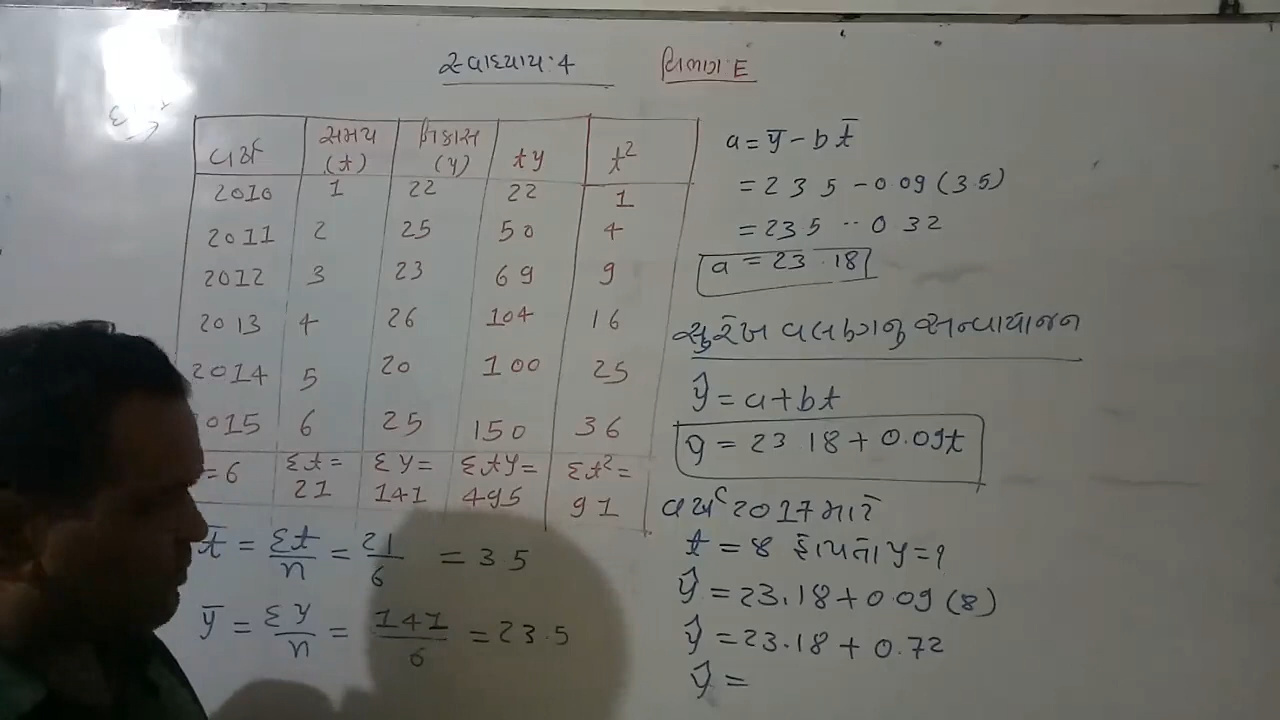 સ્વાધ્યાય:4 વિભાગ:E
વર્ષ સમય (t) નિકાસ (y) ty t²
2010 1 22 22 1
2011 2 25 50 4
2012 3 23 69 9
2013 4 26 104 16
2014 5 20 100 25
015 6 25 150 36
=6 Σt= 21 Σy= 141 Σty= 495 Σt²= 91
t̄ = Σt/n = 21/6 = 3 5
ȳ = Σy/n = 141/6 = 23.5
a = ȳ - b t̄
= 23 5 - 0 09 (3.5)
= 23 5 - 0 32
a = 23.18
સુરેખ વલણનું અન્વાયોજન
ŷ = a + bt
ŷ = 23 18 + 0.09t
વર્ષ 2017 માટે
t = 8 હોય તો y = ?
ŷ = 23.18 + 0.09 (8)
ŷ = 23.18 + 0.72
ŷ =